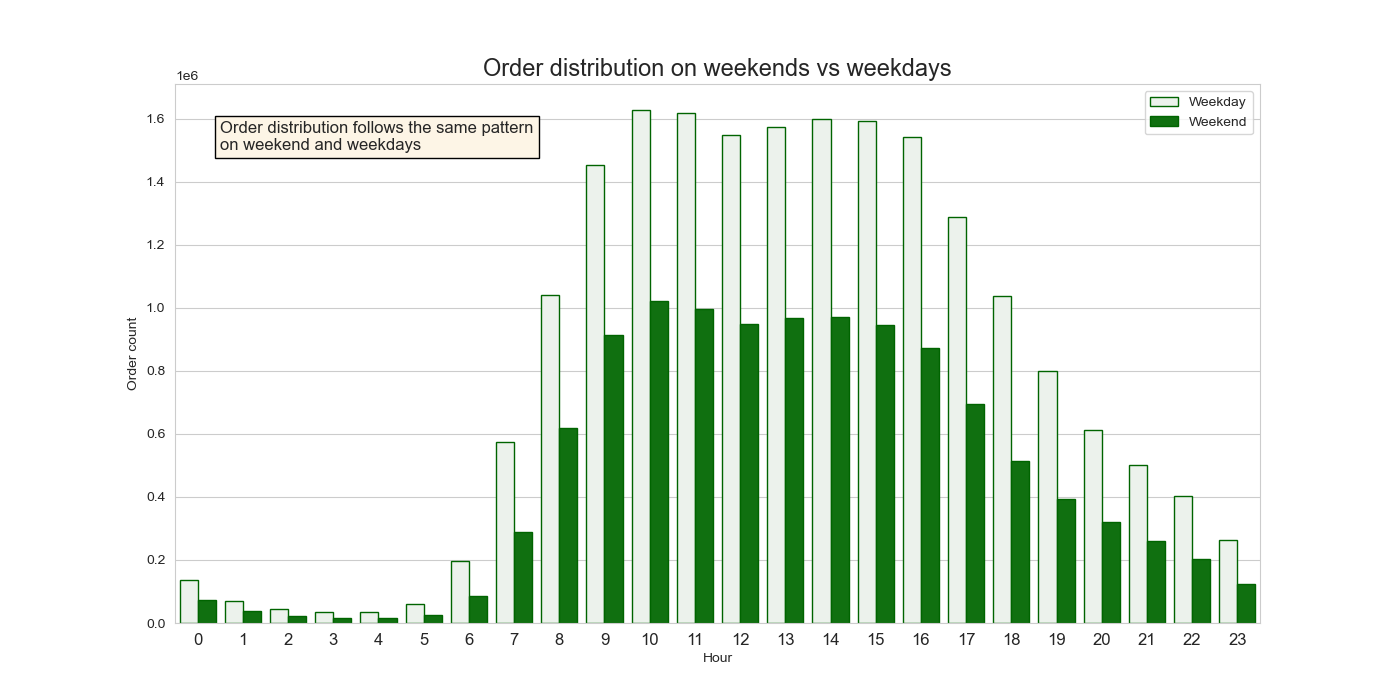 Order distribution on weekends vs weekdays
1e6
Weekday
Weekend
Order distribution follows the same pattern
on weekend and weekdays
1.6
1.4
1.2
1.0
0.8
0.6
0.4
0.2
0.0
Order count
0 1 2 3 4 5 6 7 8 9 10 11 12 13 14 15 16 17 18 19 20 21 22 23
Hour